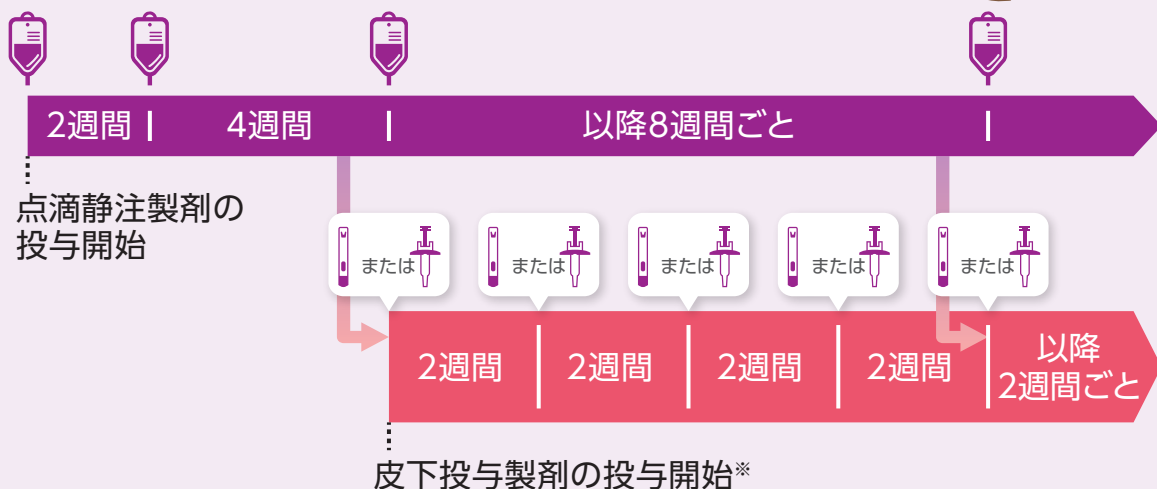 2週間
4週間
以降8週間ごと
点滴静注製剤の
投与開始
または
または
または
または
または
2週間
2週間
2週間
2週間
以降
2週間ごと
皮下投与製剤の投与開始※